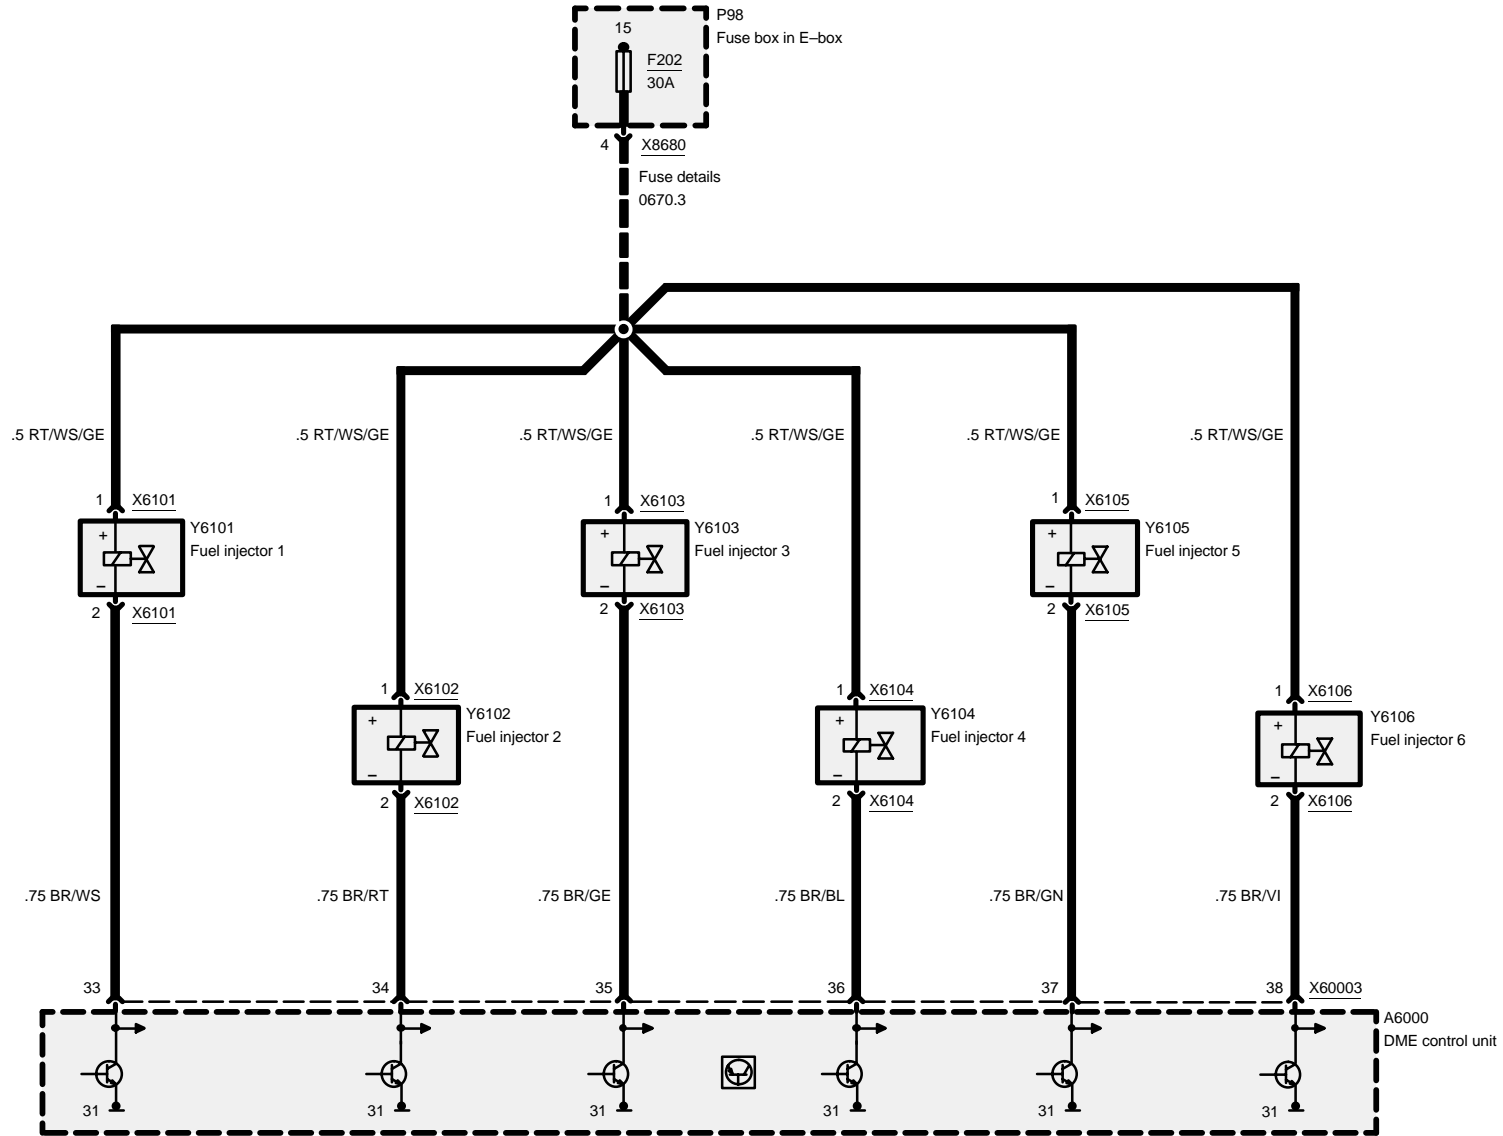 P98
Fuse box in E–box
15
F202
30A
4 X8680
Fuse details
0670.3
.5 RT/WS/GE .5 RT/WS/GE .5 RT/WS/GE .5 RT/WS/GE .5 RT/WS/GE .5 RT/WS/GE
1 X6101
Y6101
Fuel injector 1
+
–
2 X6101
1 X6103
Y6103
Fuel injector 3
+
–
2 X6103
1 X6105
Y6105
Fuel injector 5
+
–
2 X6105
1 X6102
Y6102
Fuel injector 2
+
–
2 X6102
1 X6104
Y6104
Fuel injector 4
+
–
2 X6104
1 X6106
Y6106
Fuel injector 6
+
–
2 X6106
.75 BR/WS .75 BR/RT .75 BR/GE .75 BR/BL .75 BR/GN .75 BR/VI
33 34 35 36 37 38 X60003
A6000
DME control unit
31 31 31 31 31 31